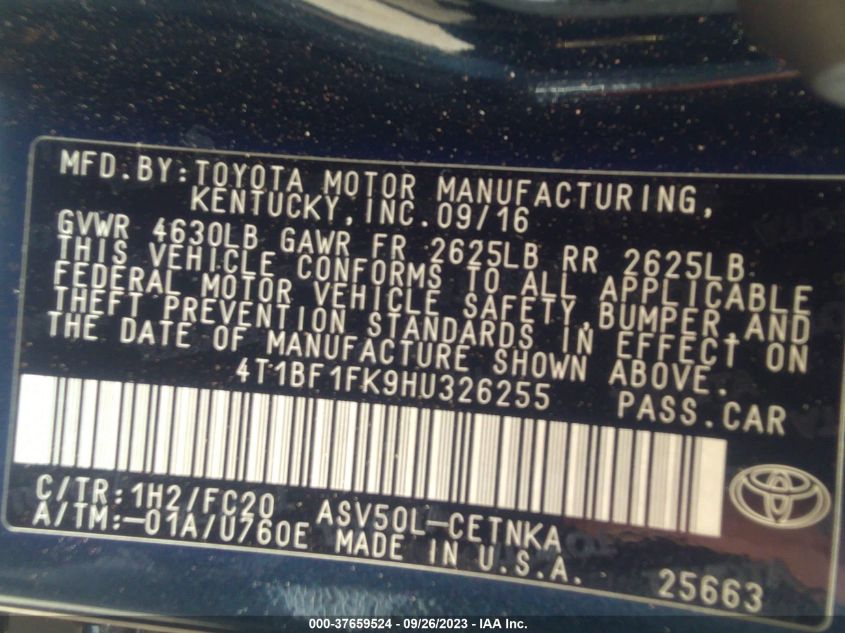 MFD.BY:TOYOTA MOTOR MANUFACTURING,
KENTUCKY,INC.09/16
GVWR 4630LB GAWR FR 2625LB RR 2625LB
THIS VEHICLE CONFORMS TO ALL APPLICABLE
FEDERAL MOTOR VEHICLE SAFETY,BUMPER,AND
THEFT PREVENTION STANDARDS IN EFFECT ON
THE DATE OF MANUFACTURE SHOWN ABOVE.
4T1BF1FK9HU326255 PASS.CAR
C/TR:1H2/FC20 ASV50L-CETNKA
A/TM:-01A/U760E MADE IN U.S.A.
25663
000-37659524 - 09/26/2023 - IAA Inc.